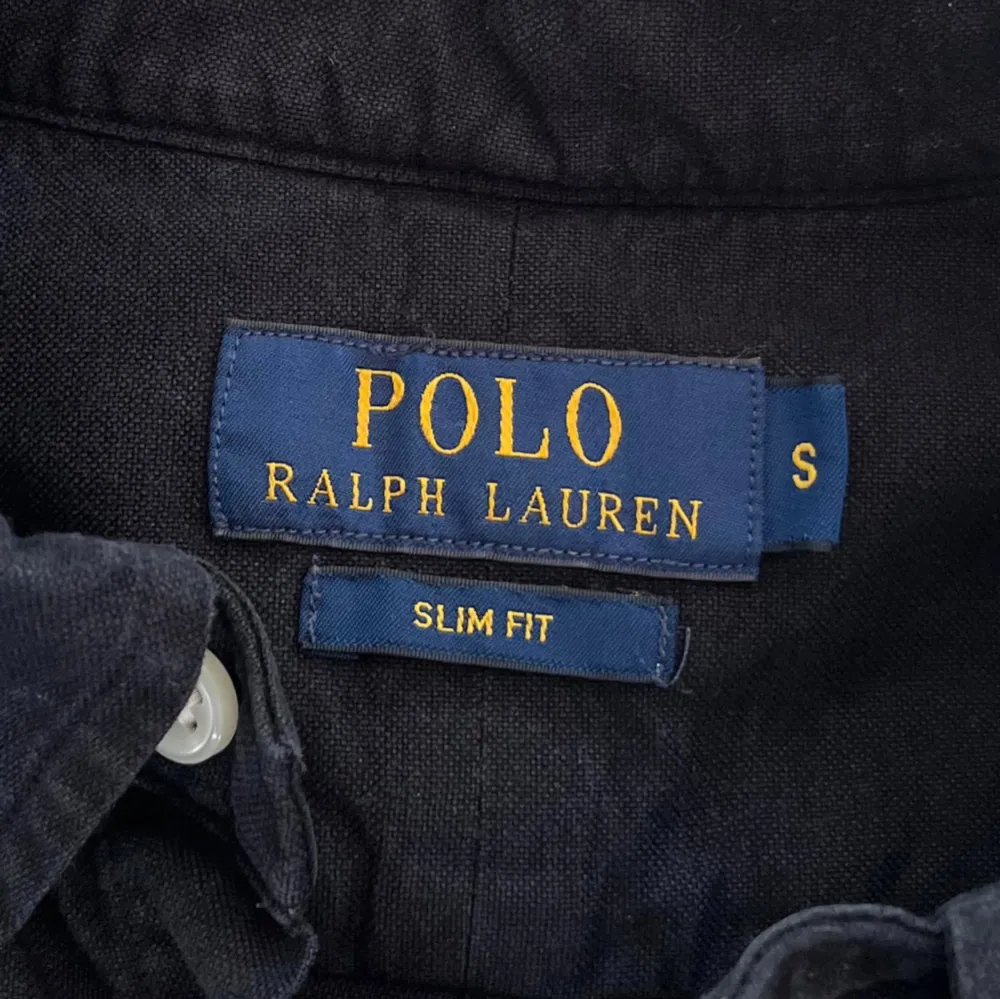 POLO
RALPH LAUREN
S
SLIM FIT